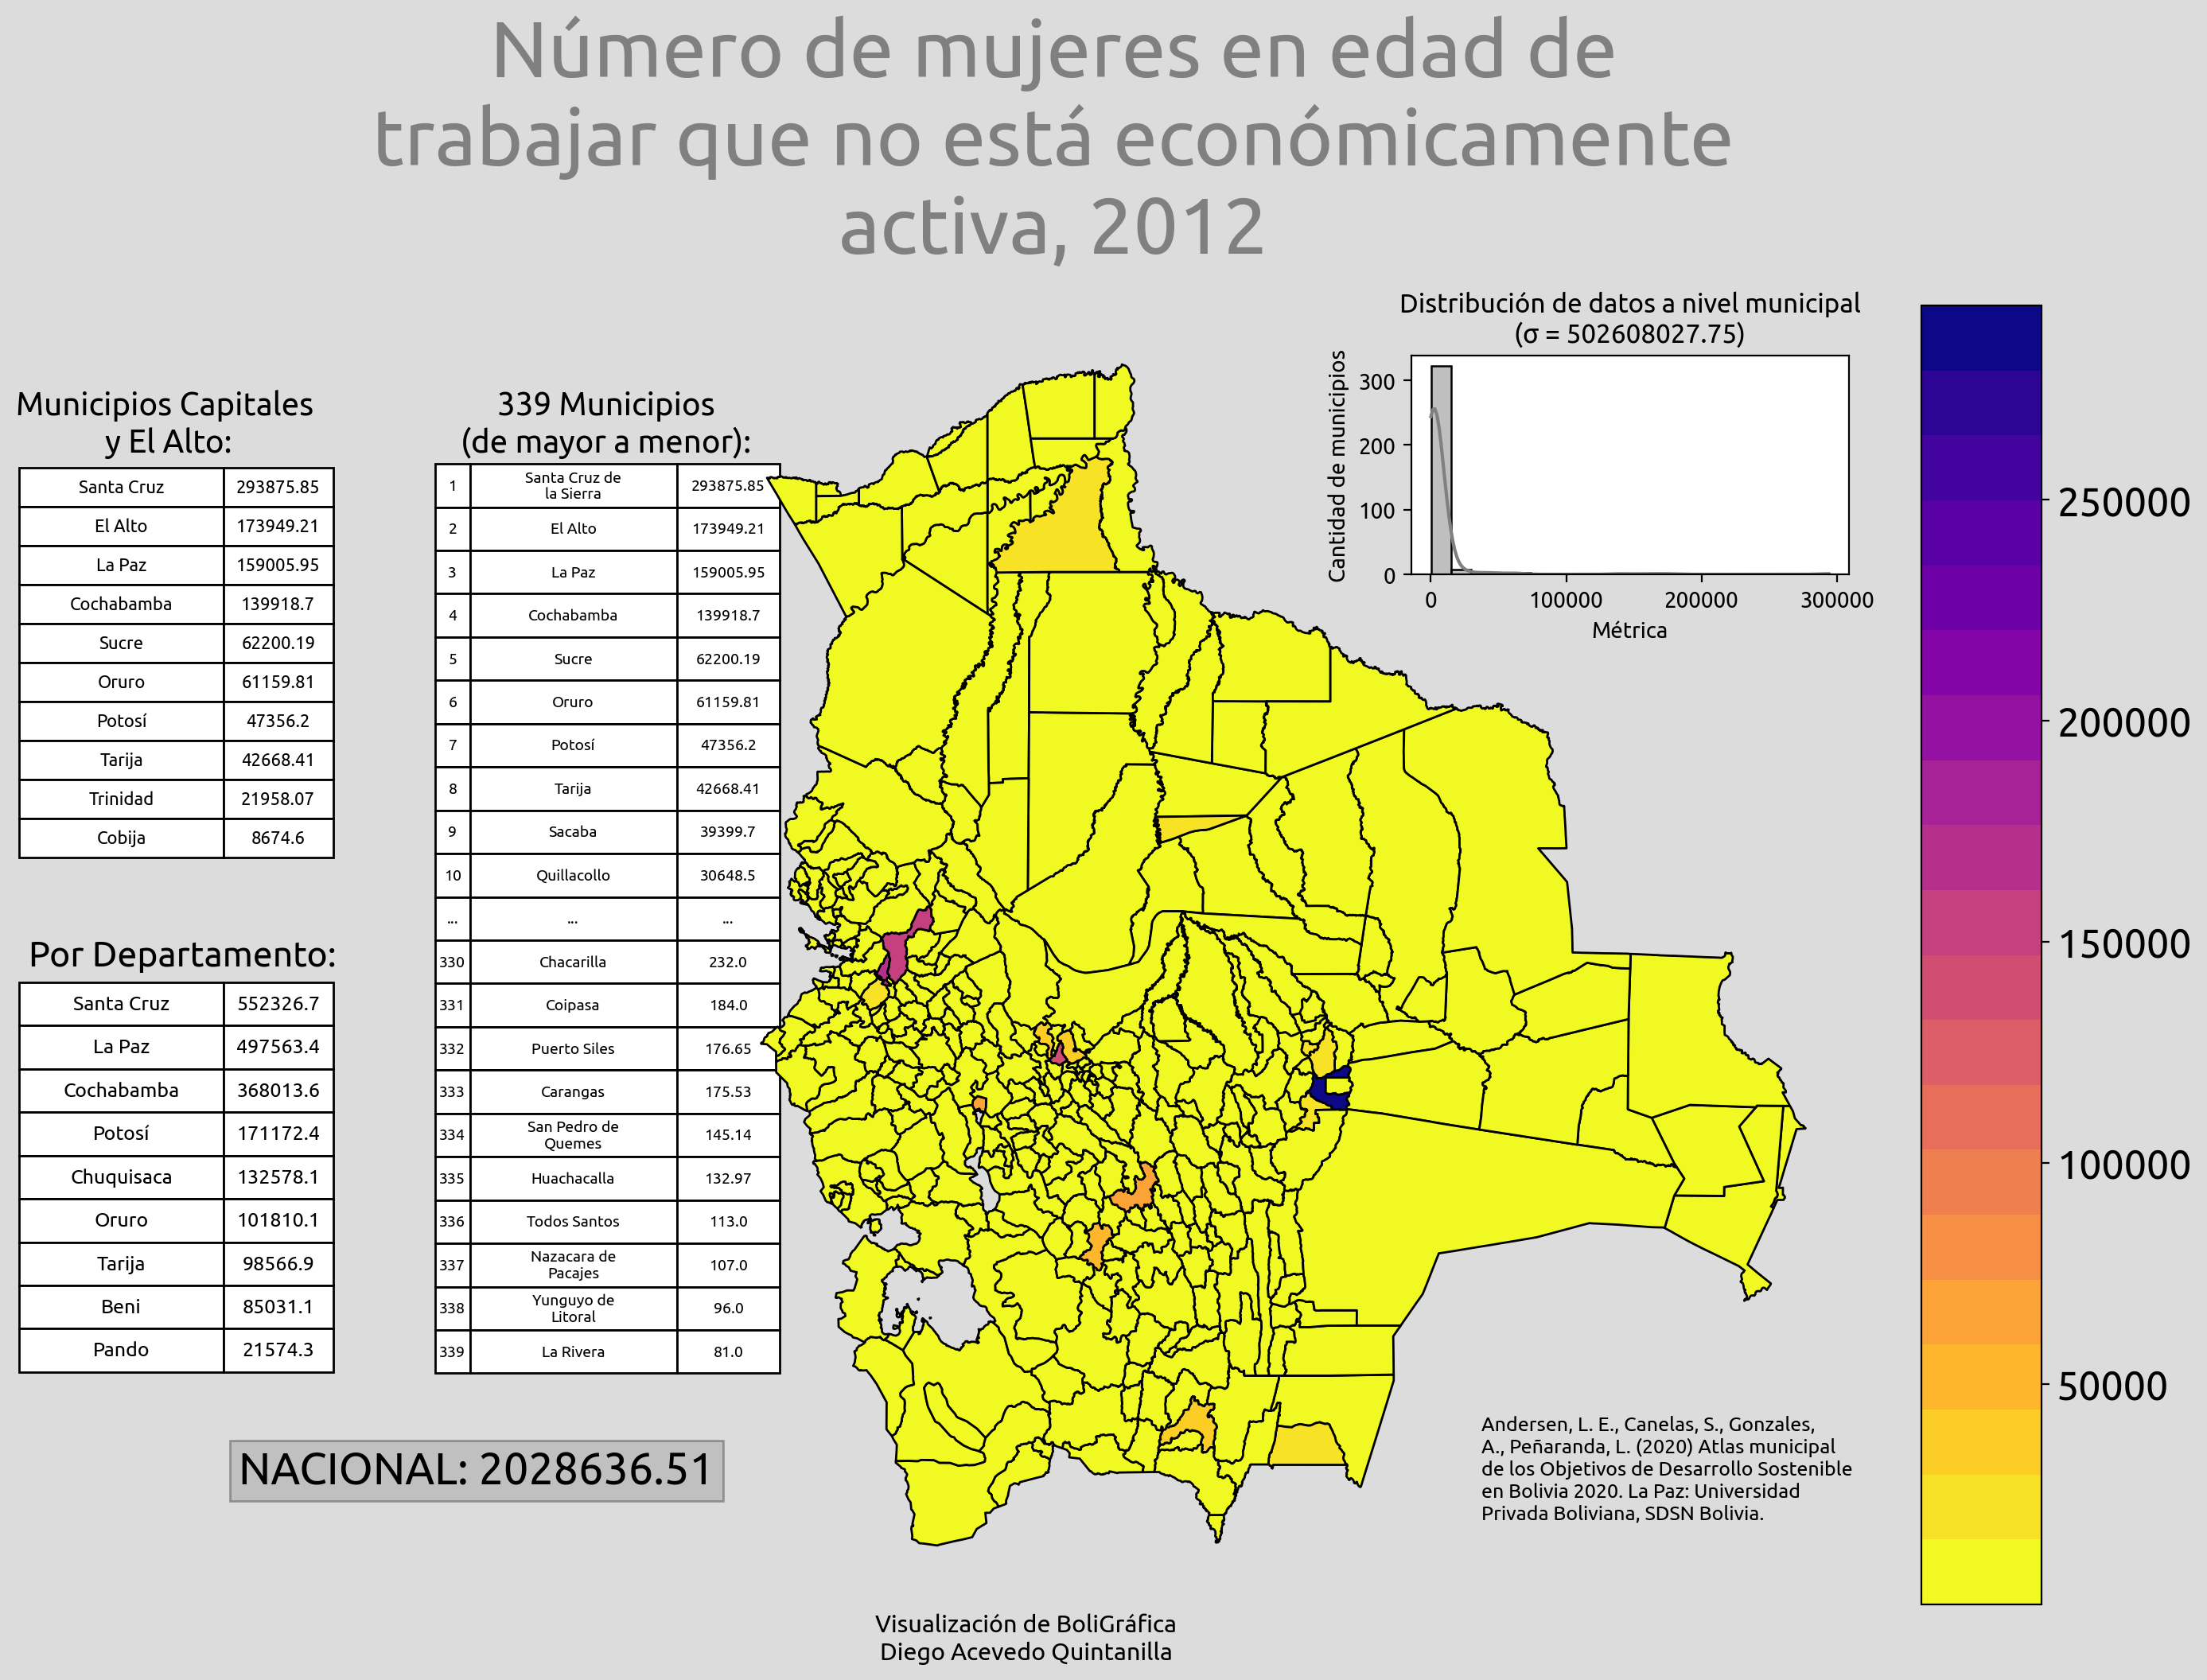 Número de mujeres en edad de
trabajar que no está económicamente
activa, 2012
Municipios Capitales
y El Alto:
Santa Cruz 293875.85
El Alto 173949.21
La Paz 159005.95
Cochabamba 139918.7
Sucre 62200.19
Oruro 61159.81
Potosí 47356.2
Tarija 42668.41
Trinidad 21958.07
Cobija 8674.6
Por Departamento:
Santa Cruz 552326.7
La Paz 497563.4
Cochabamba 368013.6
Potosí 171172.4
Chuquisaca 132578.1
Oruro 101810.1
Tarija 98566.9
Beni 85031.1
Pando 21574.3
339 Municipios
(de mayor a menor):
1 Santa Cruz de
la Sierra 293875.85
2 El Alto 173949.21
3 La Paz 159005.95
4 Cochabamba 139918.7
5 Sucre 62200.19
6 Oruro 61159.81
7 Potosí 47356.2
8 Tarija 42668.41
9 Sacaba 39399.7
10 Quillacollo 30648.5
... ... ...
330 Chacarilla 232.0
331 Coipasa 184.0
332 Puerto Siles 176.65
333 Carangas 175.53
334 San Pedro de
Quemes 145.14
335 Huachacalla 132.97
336 Todos Santos 113.0
337 Nazacara de
Pacajes 107.0
338 Yunguyo de
Litoral 96.0
339 La Rivera 81.0
NACIONAL: 2028636.51
Distribución de datos a nivel municipal
(σ = 502608027.75)
Cantidad de municipios
300
200
100
0
0 100000 200000 300000
Métrica
250000
200000
150000
100000
50000
Andersen, L. E., Canelas, S., Gonzales,
A., Peñaranda, L. (2020) Atlas municipal
de los Objetivos de Desarrollo Sostenible
en Bolivia 2020. La Paz: Universidad
Privada Boliviana, SDSN Bolivia.
Visualización de BoliGráfica
Diego Acevedo Quintanilla